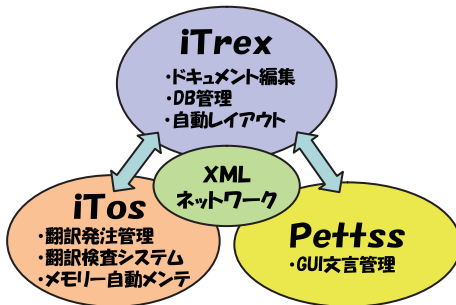 iTrex
・ドキュメント編集
・DB管理
・自動レイアウト
XML
ネットワーク
iTos
・翻訳発注管理
・翻訳検査システム
・メモリー自動メンテ
Pettss
・GUI文言管理